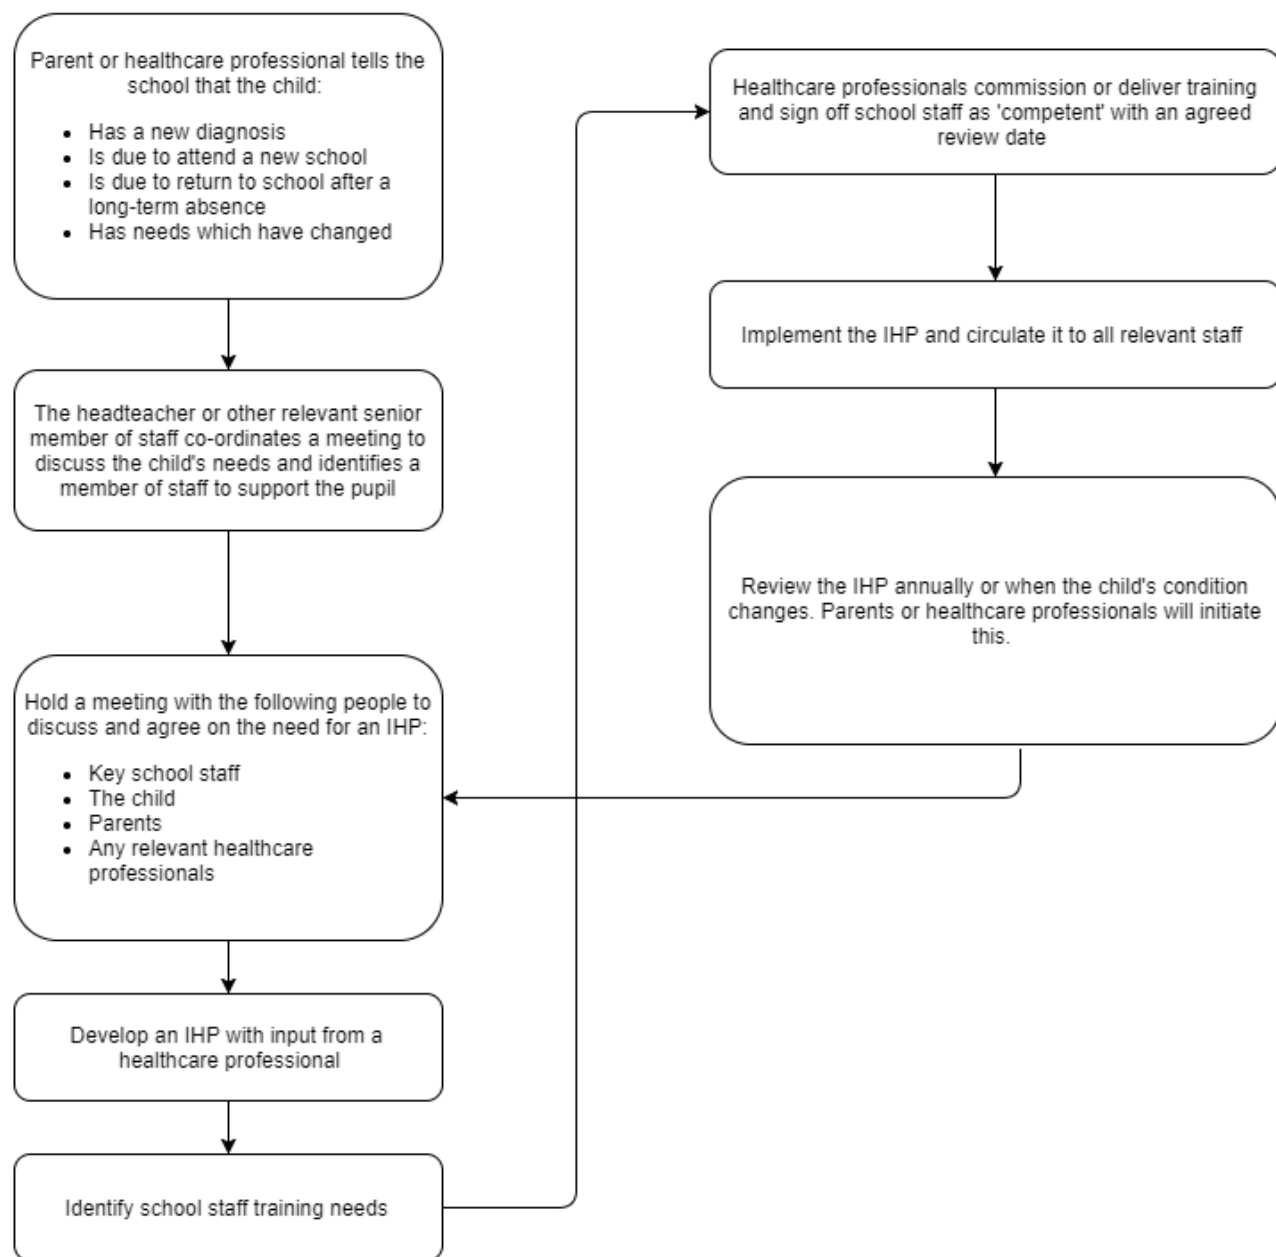 Parent or healthcare professional tells the
school that the child:
• Has a new diagnosis
• Is due to attend a new school
• Is due to return to school after a
long-term absence
• Has needs which have changed
The headteacher or other relevant senior
member of staff co-ordinates a meeting to
discuss the child's needs and identifies a
member of staff to support the pupil
Hold a meeting with the following people to
discuss and agree on the need for an IHP:
• Key school staff
• The child
• Parents
• Any relevant healthcare
professionals
Develop an IHP with input from a
healthcare professional
Identify school staff training needs
Healthcare professionals commission or deliver training
and sign off school staff as 'competent' with an agreed
review date
Implement the IHP and circulate it to all relevant staff
Review the IHP annually or when the child's condition
changes. Parents or healthcare professionals will initiate
this.